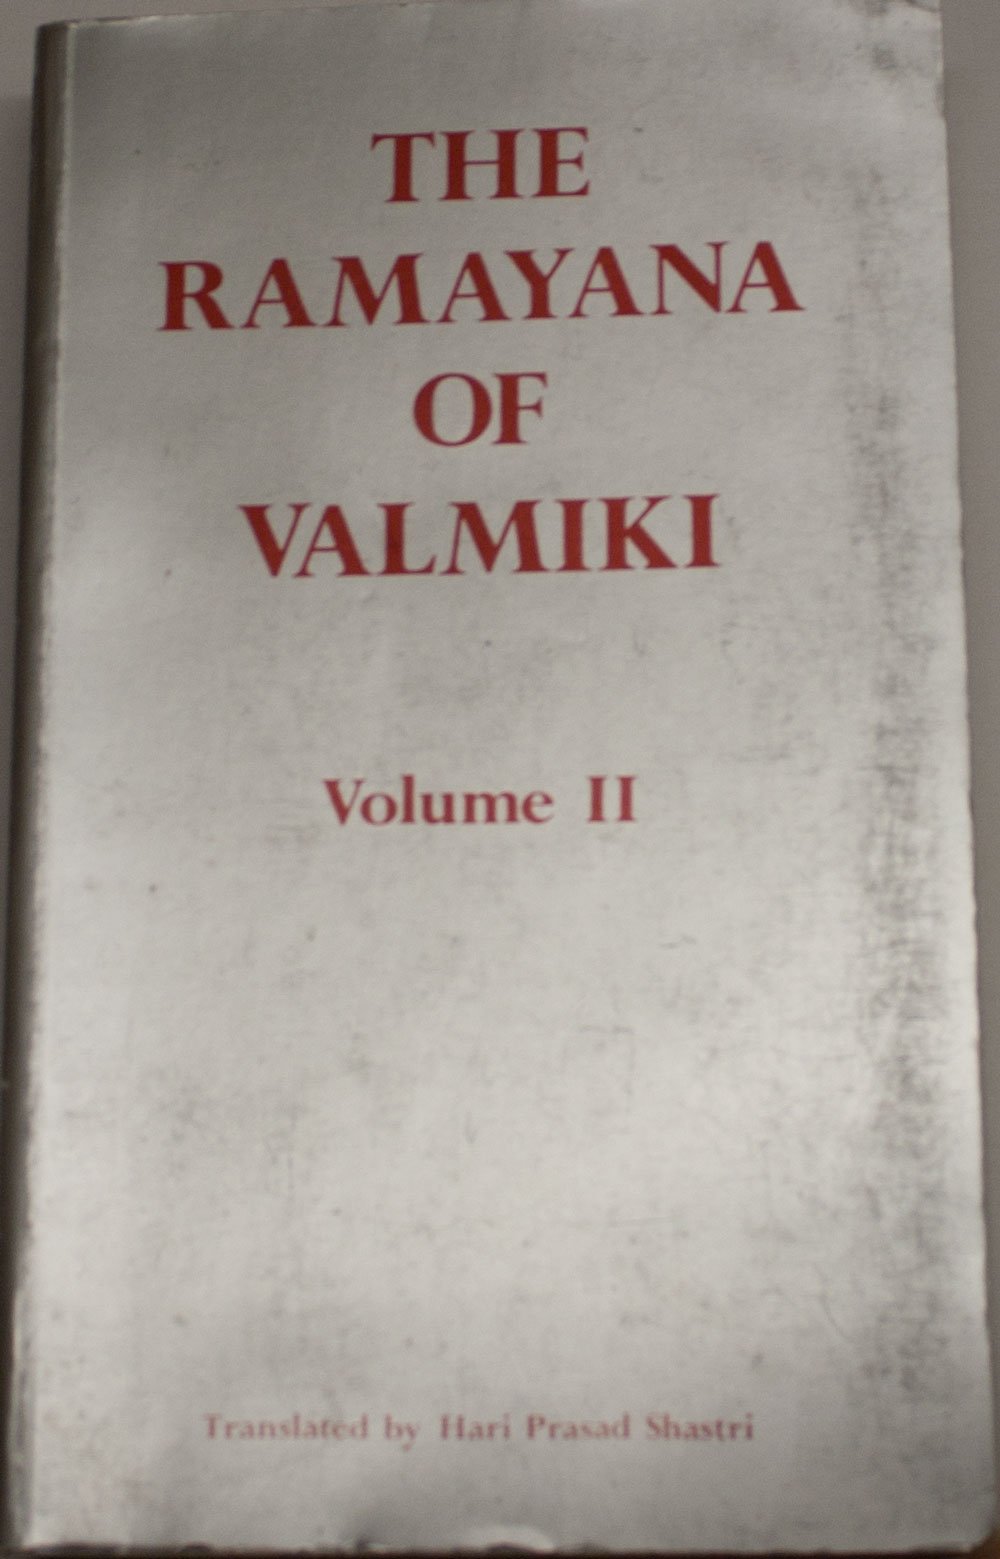 THE
RAMAYANA
OF
VALMIKI
Volume II
Translated by Hari Prasad Shastri